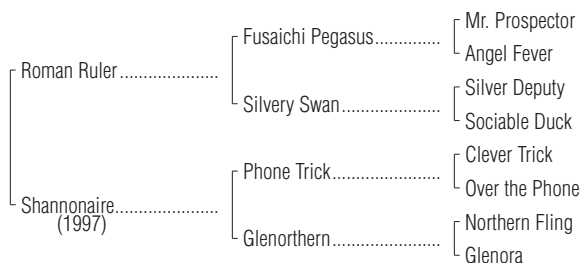 Mr. Prospector
Fusaichi Pegasus...............
Angel Fever
Roman Ruler......................
Silver Deputy
Silvery Swan.......................
Sociable Duck
Clever Trick
Phone Trick.........................
Over the Phone
Shannonaire.......................
(1997)
Northern Fling
Glenorthern.........................
Glenora